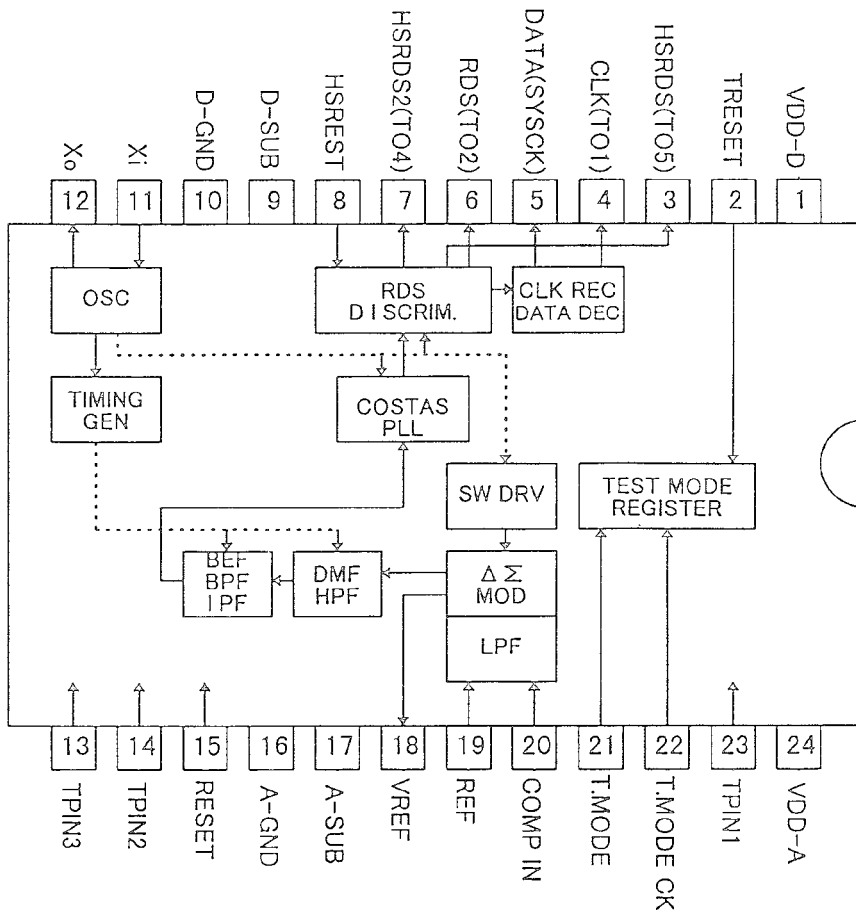 Xo
Xi
D-GND
D-SUB
HSREST
HSRDS2(TO4)
RDS(TO2)
DATA(SYSCK)
CLK(TO1)
HSRDS(TO5)
TRESET
VDD-D
12
11
10
9
8
7
6
5
4
3
2
1
OSC
RDS
DISCRIM.
CLK REC
DATA DEC
TIMING
GEN
COSTAS
PLL
SW DRV
TEST MODE
REGISTER
BEF
BPF
IPF
DMF
HPF
ΔΣ
MOD
LPF
13
14
15
16
17
18
19
20
21
22
23
24
TPIN3
TPIN2
RESET
A-GND
A-SUB
VREF
REF
COMP IN
T.MODE
T.MODE CK
TPIN1
VDD-A